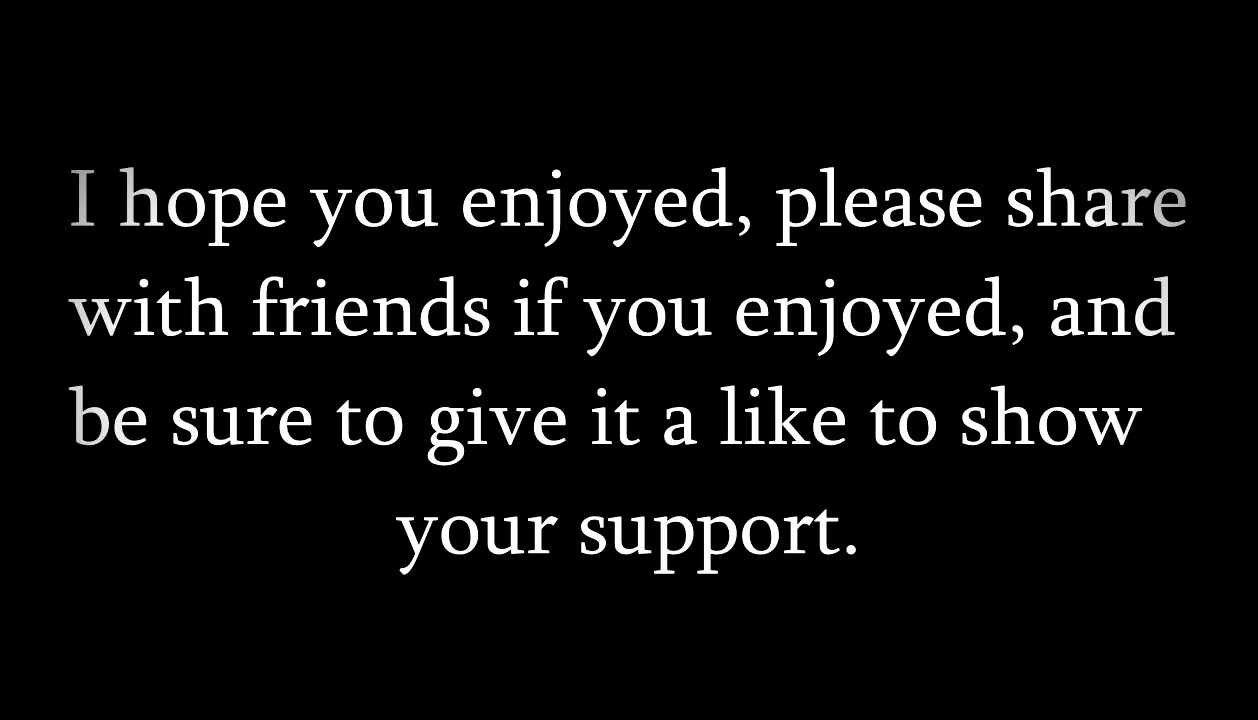 I hope you enjoyed, please share
with friends if you enjoyed, and
be sure to give it a like to show
your support.